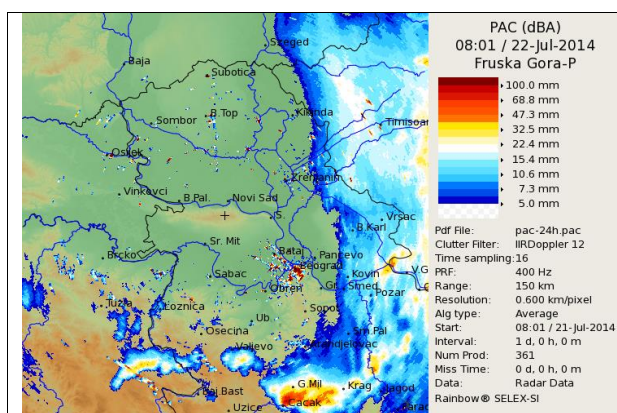 PAC (dBA)
08:01 / 22-Jul-2014
Fruska Gora-P
100.0 mm
68.8 mm
47.3 mm
32.5 mm
22.4 mm
15.4 mm
10.6 mm
7.3 mm
5.0 mm
Pdf File: pac-24h.pac
Clutter Filter: IIRDoppler 12
Time sampling:16
PRF: 400 Hz
Range: 150 km
Resolution: 0.600 km/pixel
Alg type: Average
Start: 08:01 / 21-Jul-2014
Interval: 1 d, 0 h, 0 m
Num Prod: 361
Miss Time: 0 d, 0 h, 0 m
Data: Radar Data
Rainbow® SELEX-SI
Szeged
Baja
Subotica
B.Top
Kikinda
Sombor
Timisoar
Osijek
Zrenjanin
Vinkovci
B.Pal.
Novi Sad
Vrsac
B.Karl
Sr. Mit
Brcko
Bataj
Pancevo
Beograd
Sabac
Kovin
V.G
Obren
Gr
Smed
Pozar
Tuzla
Loznica
Sopot
Ub.
Osecina
Sm.Pal
Valjevo
Arandjelovac
G.Mil
Krag
Jagod
Baj Bast
Cacak
Uzice